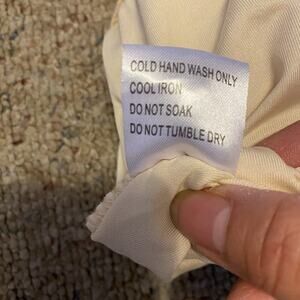 COLD HAND WASH ONLY
COOL IRON
DO NOT SOAK
DO NOT TUMBLE DRY